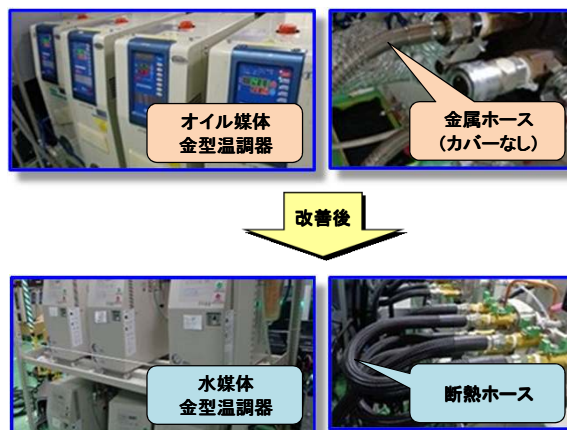 オイル媒体
金型温調器
金属ホース
(カバーなし)
改善後
水媒体
金型温調器
断熱ホース